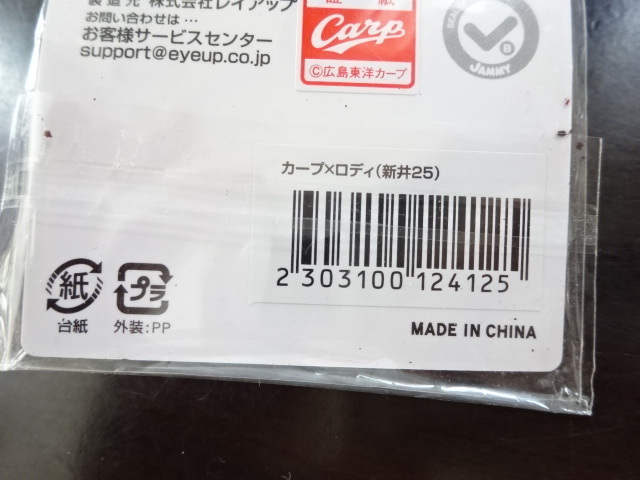 製造元 株式会社レイアップ
お問い合わせは…
お客様サービスセンター
support@eyeup.co.jp
証 紙
Carp
©広島東洋カープ
JAMMY
カープ×ロディ(新井25)
2 303100 124125
紙
台紙
プラ
外装:PP
MADE IN CHINA